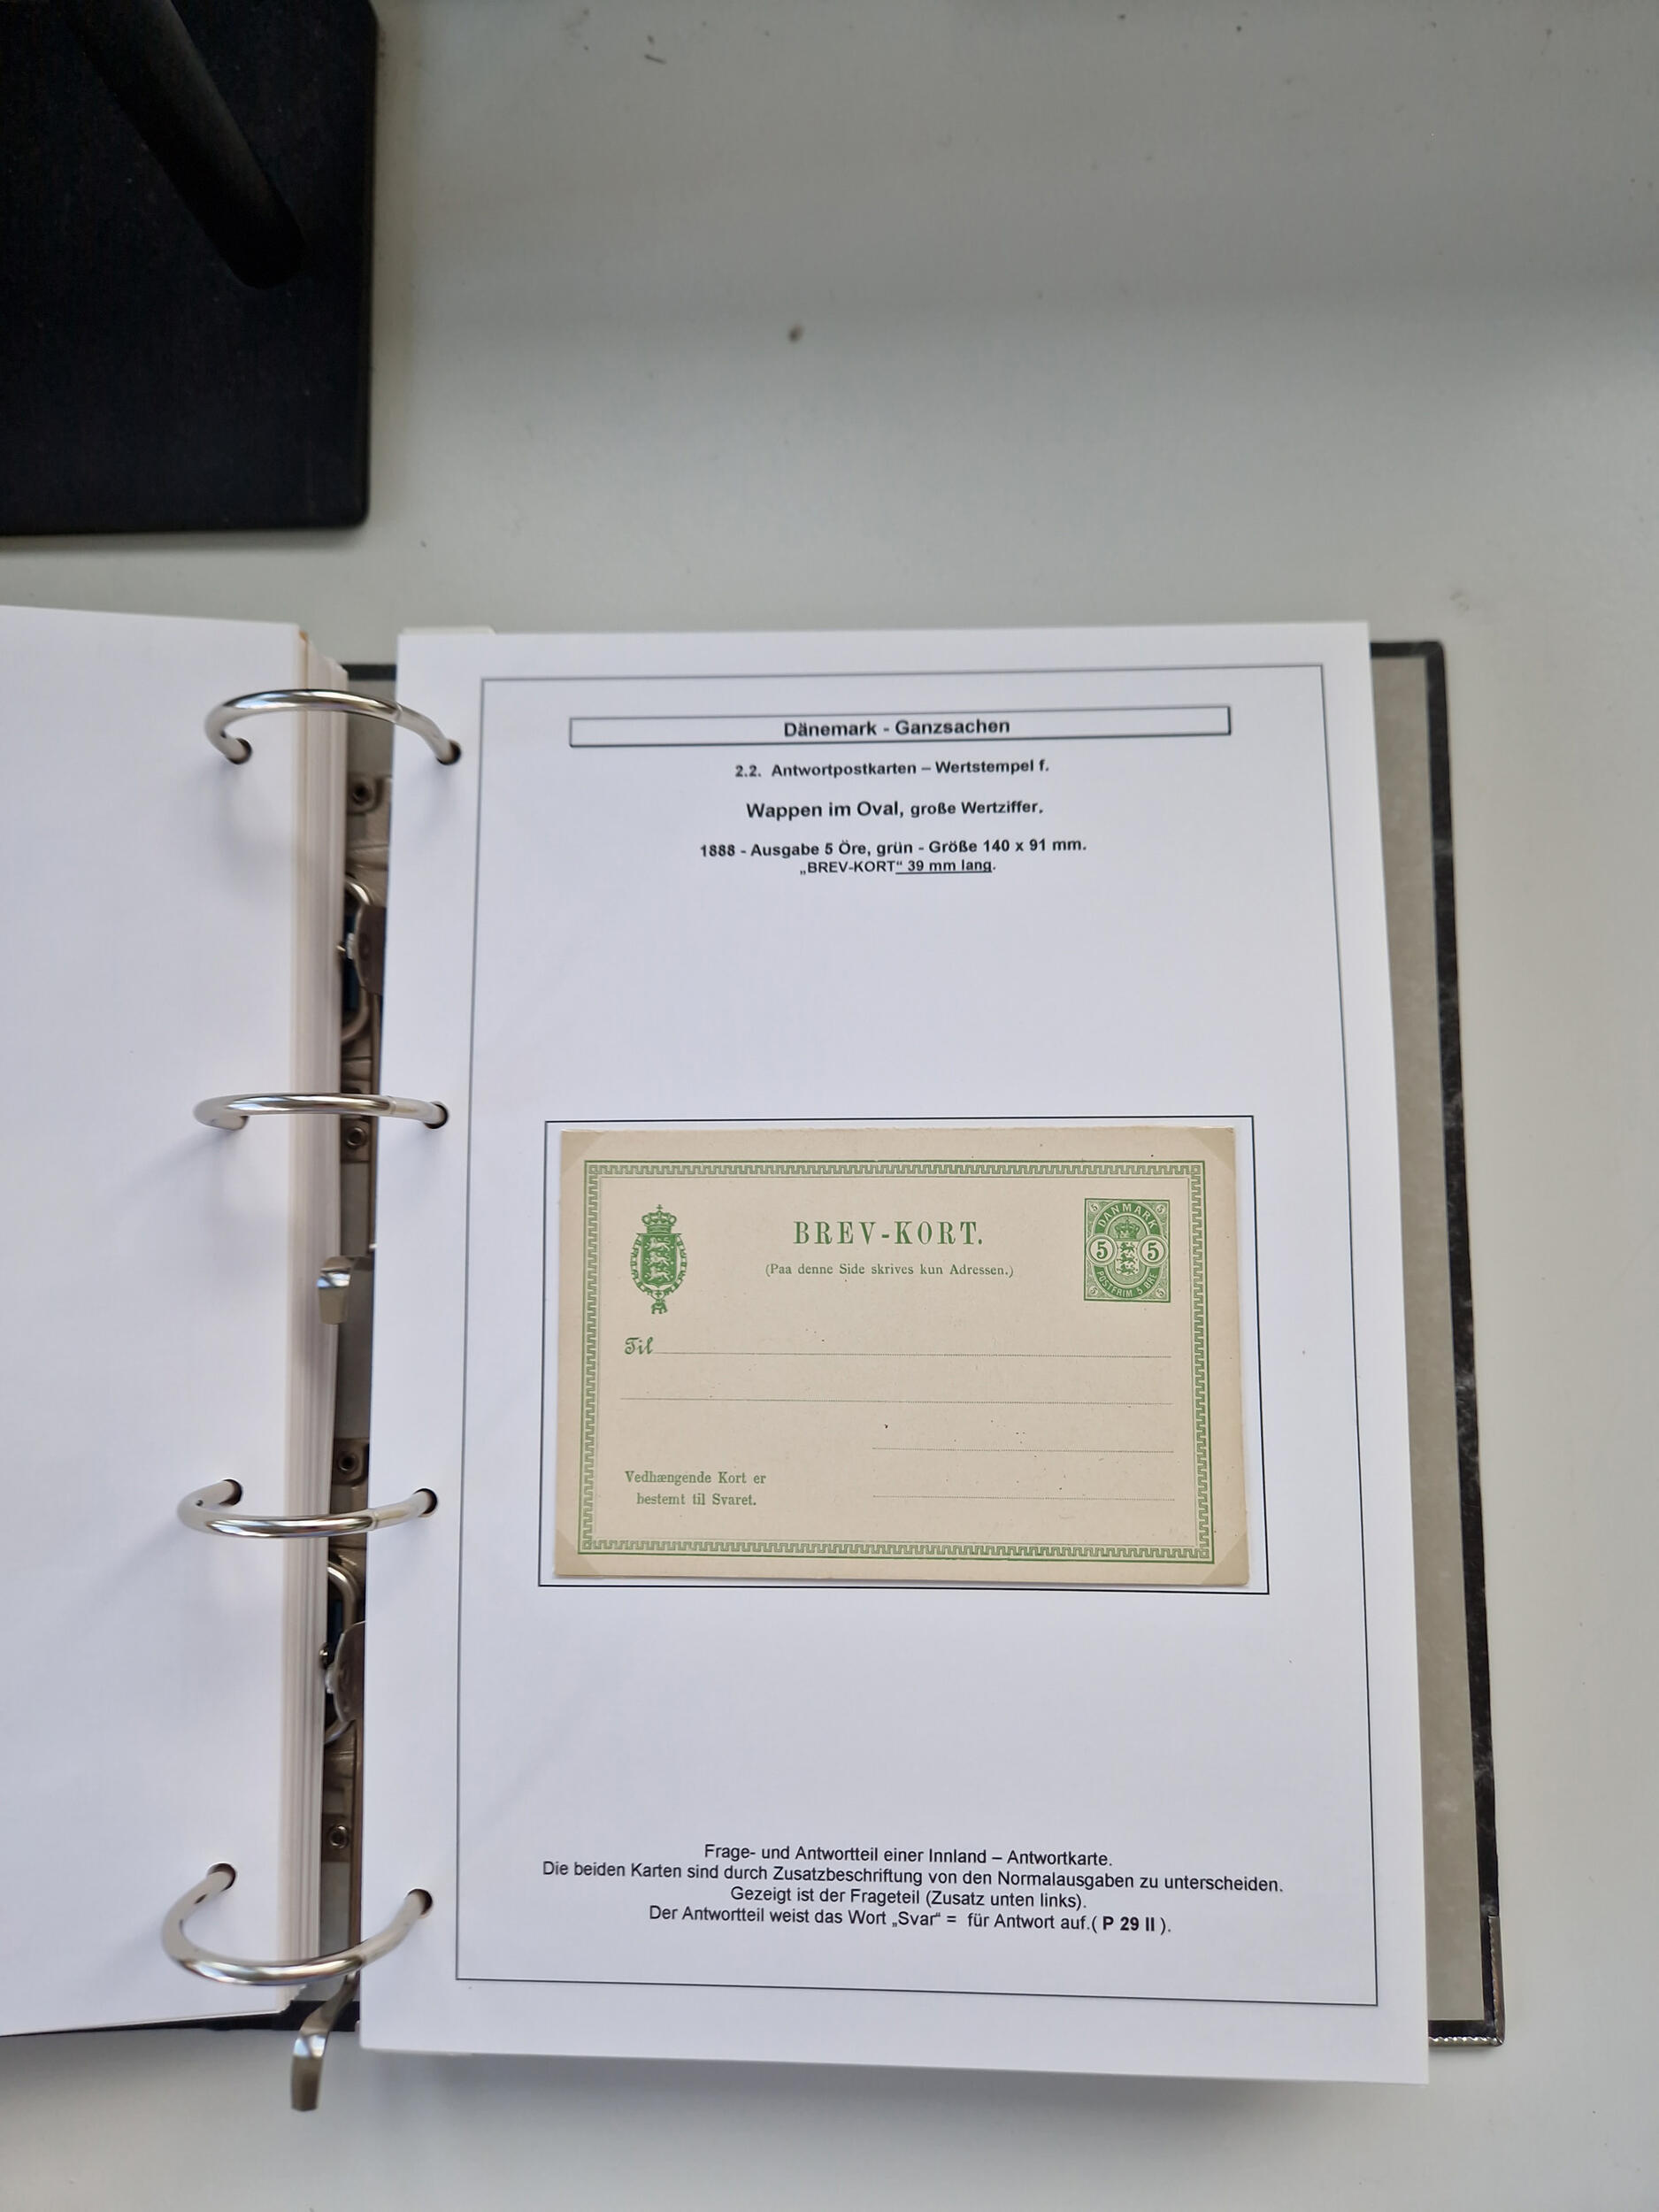 Dänemark - Ganzsachen
2.2. Antwortpostkarten – Wertstempel f.
Wappen im Oval, große Wertziffer.
1888 - Ausgabe 5 Öre, grün - Größe 140 x 91 mm.
„BREV-KORT“ 39 mm lang.
BREV-KORT.
(Paa denne Side skrives kun Adressen.)
DANMARK
5 5
POSTFRIM 5 ØRE
Til
Vedhængende Kort er
bestemt til Svaret.
Frage- und Antwortteil einer Innland – Antwortkarte.
Die beiden Karten sind durch Zusatzbeschriftung von den Normalausgaben zu unterscheiden.
Gezeigt ist der Frageteil (Zusatz unten links).
Der Antwortteil weist das Wort „Svar“ = für Antwort auf.( P 29 II ).